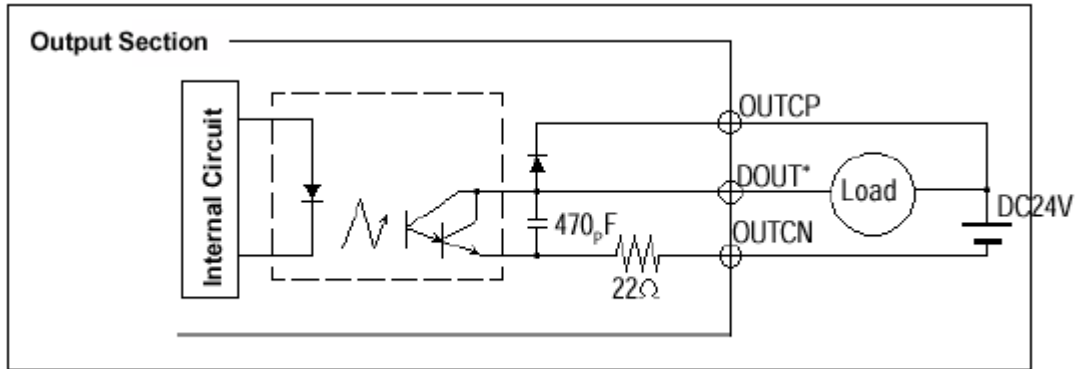 Output Section
Internal Circuit
OUTCP
DOUT*
Load
DC24V
470pF
OUTCN
22Ω